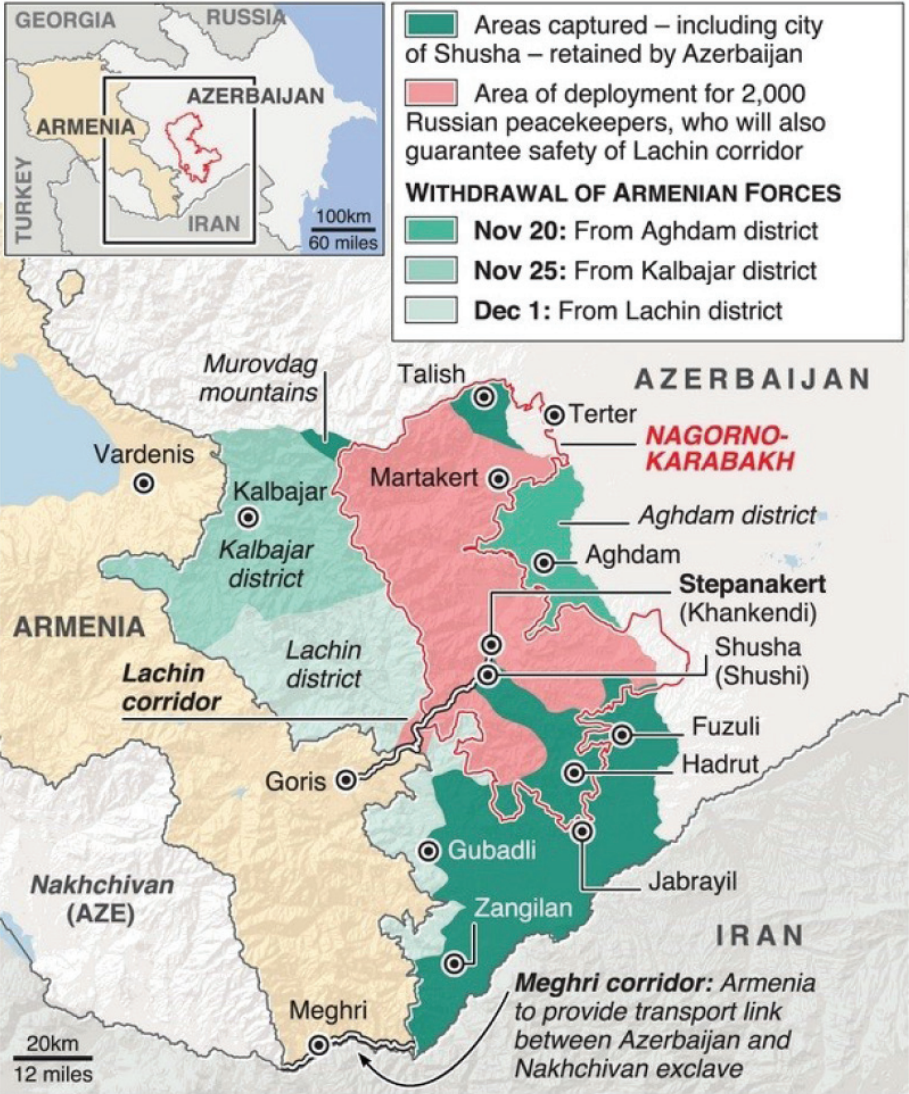 GEORGIA
RUSSIA
AZERBAIJAN
ARMENIA
TURKEY
IRAN
100km
60 miles
Areas captured – including city
of Shusha – retained by Azerbaijan
Area of deployment for 2,000
Russian peacekeepers, who will also
guarantee safety of Lachin corridor
WITHDRAWAL OF ARMENIAN FORCES
Nov 20: From Aghdam district
Nov 25: From Kalbajar district
Dec 1: From Lachin district
Murovdag
mountains
Talish
AZERBAIJAN
Terter
NAGORNO-
KARABAKH
Vardenis
Kalbajar
Martakert
Kalbajar
district
Aghdam district
Aghdam
Stepanakert
(Khankendi)
ARMENIA
Lachin
district
Shusha
(Shushi)
Lachin
corridor
Fuzuli
Hadrut
Goris
Gubadli
Jabrayil
Nakhchivan
(AZE)
Zangilan
IRAN
Meghri corridor: Armenia
to provide transport link
between Azerbaijan and
Nakhchivan exclave
Meghri
20km
12 miles